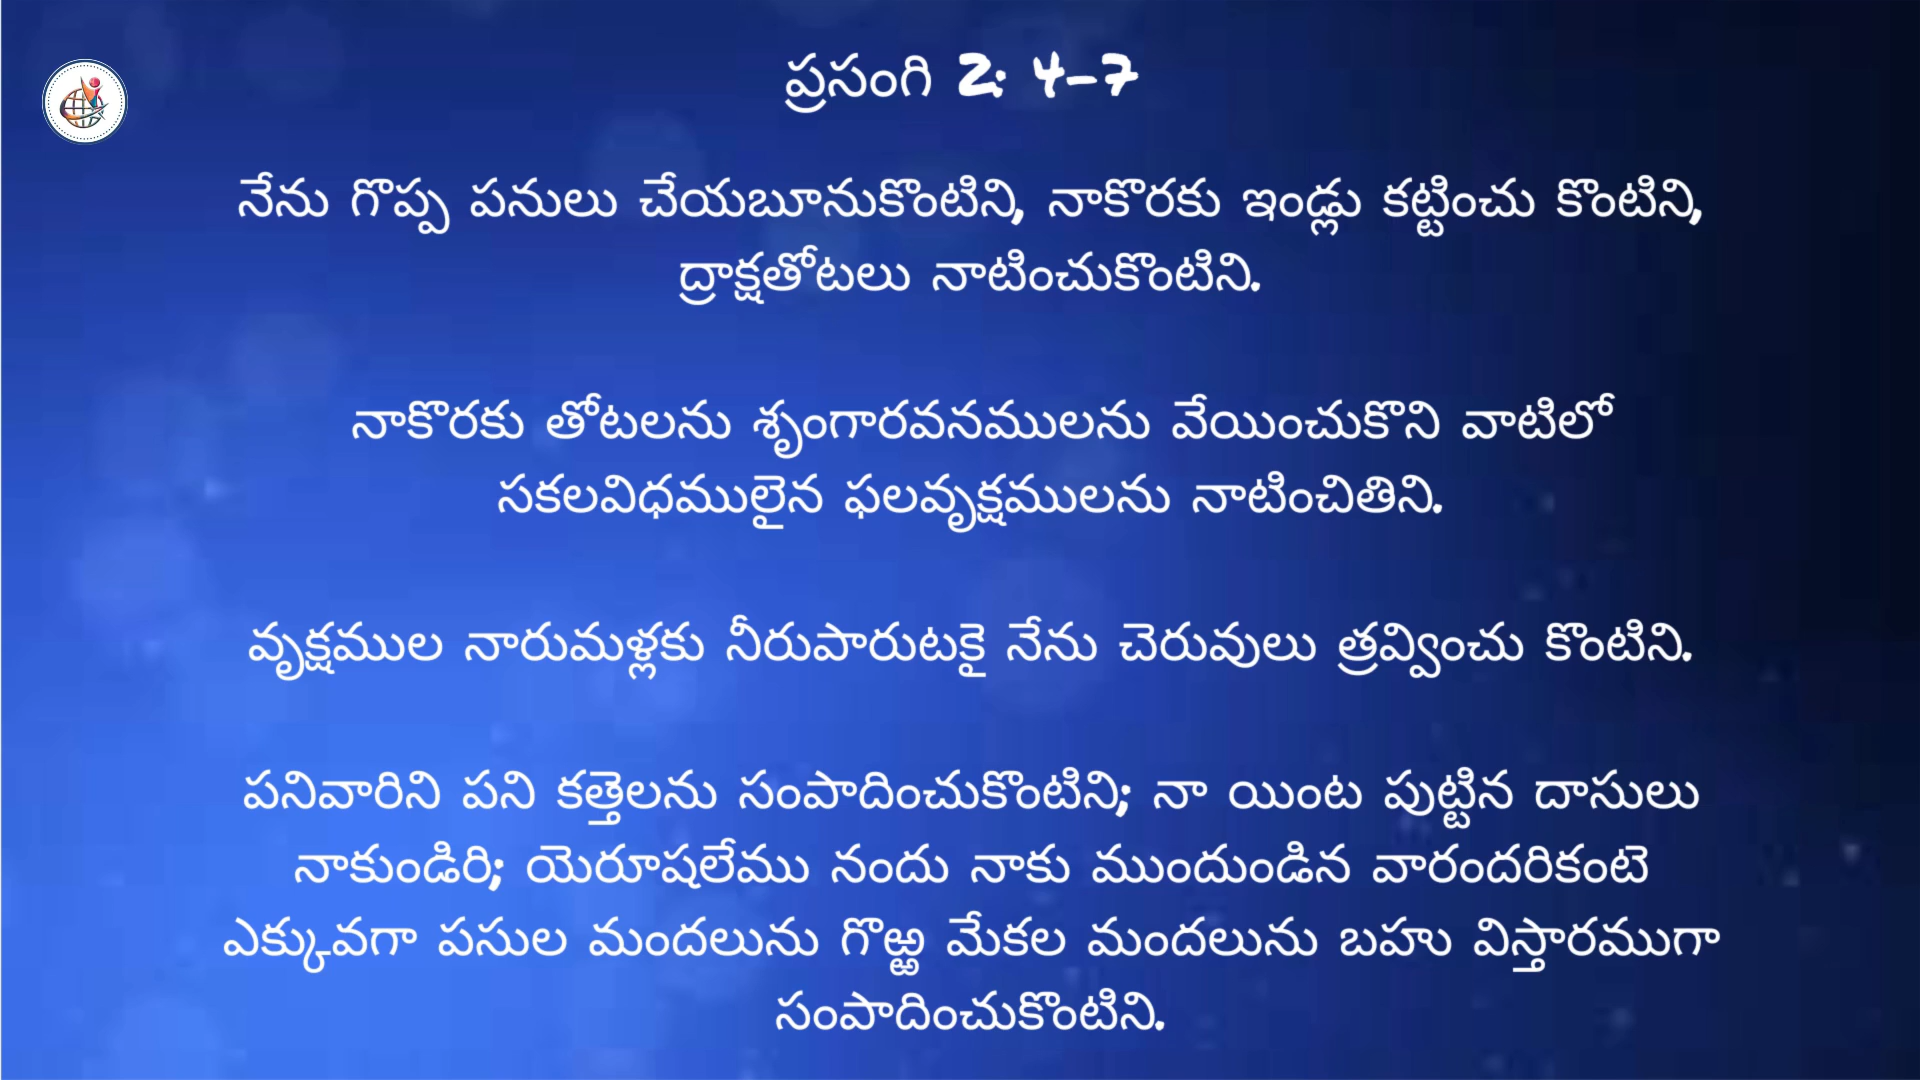 ప్రసంగి 2: 4-7
నేను గొప్ప పనులు చేయబూనుకొంటిని, నాకొరకు ఇండ్లు కట్టించు కొంటిని,
ద్రాక్షతోటలు నాటించుకొంటిని.
నాకొరకు తోటలను శృంగారవనములను వేయించుకొని వాటిలో
సకలవిధములైన ఫలవృక్షములను నాటించితిని.
వృక్షముల నారుమళ్లకు నీరుపారుటకై నేను చెరువులు త్రవ్వించు కొంటిని.
పనివారిని పని కత్తెలను సంపాదించుకొంటిని; నా యింట పుట్టిన దాసులు
నాకుండిరి; యెరూషలేము నందు నాకు ముందుండిన వారందరికంటె
ఎక్కువగా పసుల మందలును గొఱ్ఱ మేకల మందలును బహు విస్తారముగా
సంపాదించుకొంటిని.